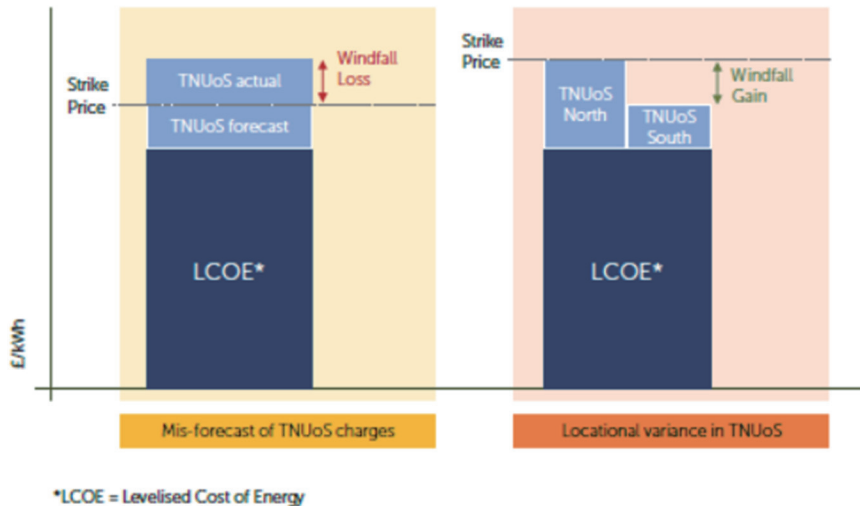 Strike
Price
TNUoS actual
Windfall
Loss
TNUoS forecast
LCOE*
Strike
Price
TNUoS
North
TNUoS
South
Windfall
Gain
LCOE*
£/kWh
Mis-forecast of TNUoS charges
Locational variance in TNUoS
*LCOE = Levelised Cost of Energy